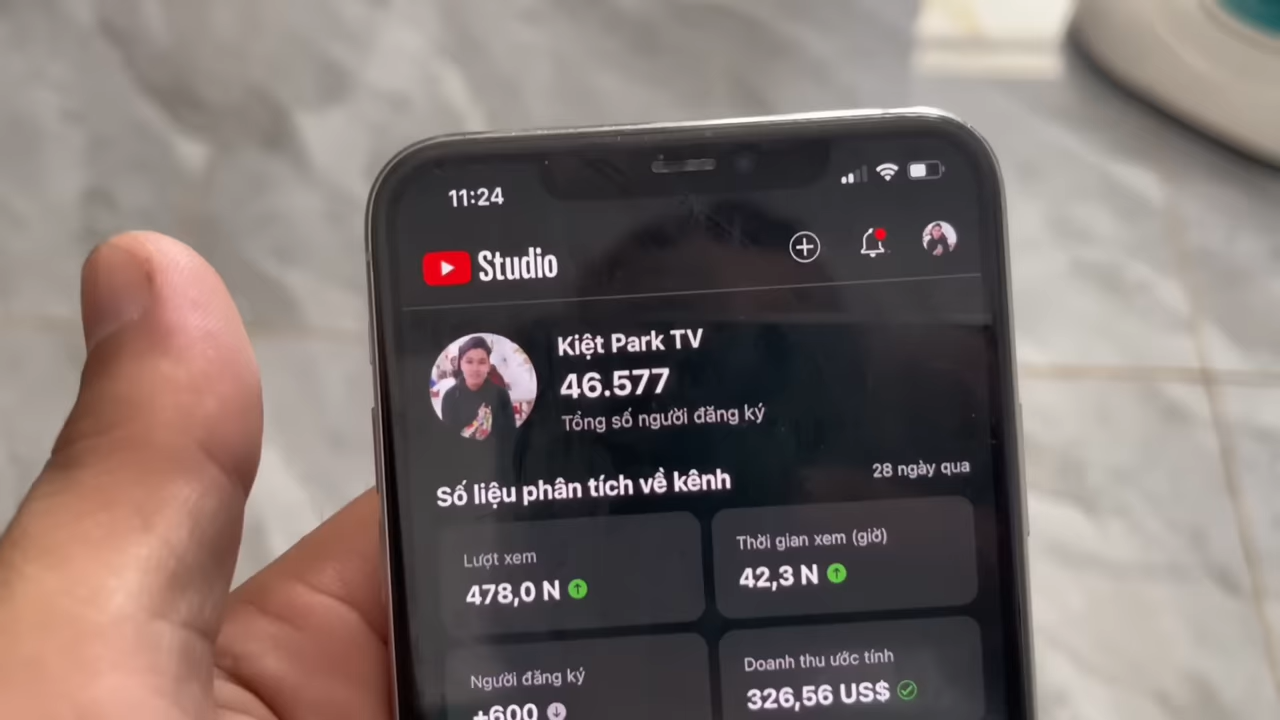 11:24
Studio
Kiệt Park TV
46.577
Tổng số người đăng ký
Số liệu phân tích về kênh
28 ngày qua
Lượt xem
478,0 N
Thời gian xem (giờ)
42,3 N
Người đăng ký
+600
Doanh thu ước tính
326,56 US$